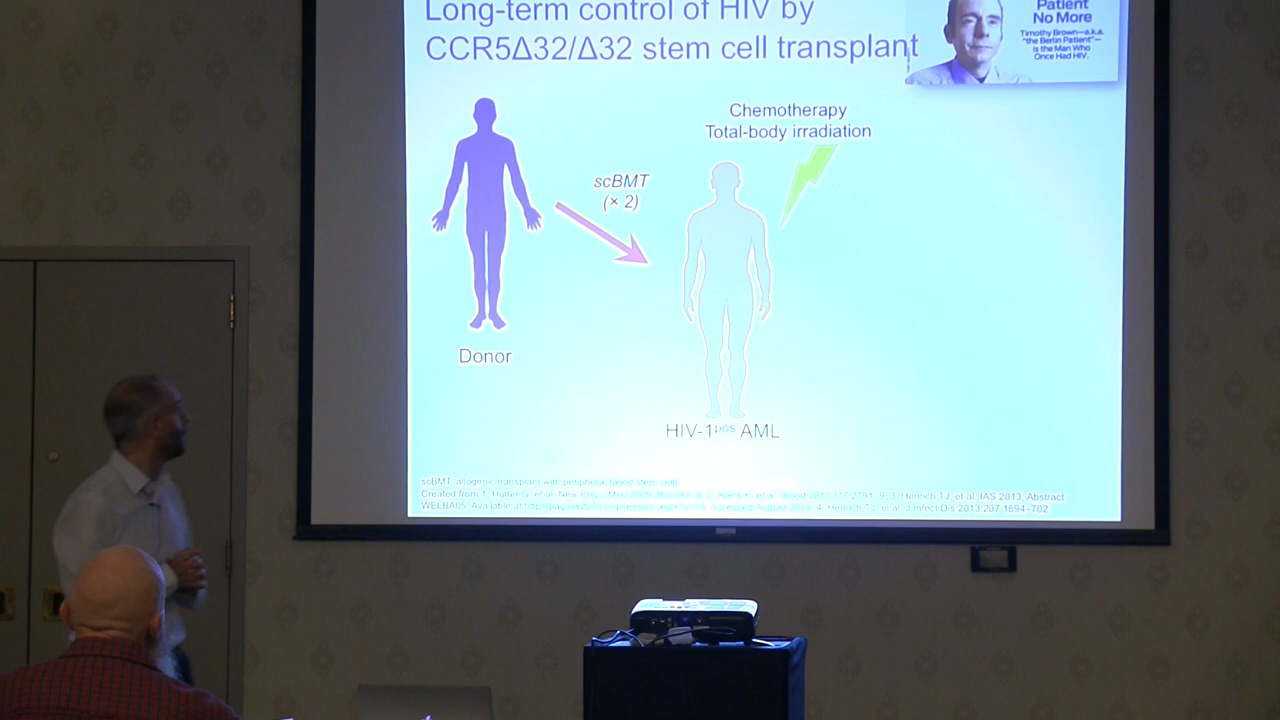 Long-term control of HIV by
CCR5Δ32/Δ32 stem cell transplant
Patient
No More
Timothy Brown—a.k.a.
"the Berlin Patient"—
is the Man Who
Once Had HIV.
Chemotherapy
Total-body irradiation
scBMT
(× 2)
Donor
HIV-1pos AML
scBMT, allogenic transplant with peripheral blood stem cells
Created from 1. Hutter G, et al. New Eng J Med 2009; 2. et al. Blood 2011;117:2791–9; 3. Henrich TJ, et al. IAS 2013, Abstract
WELBA05. Available at August 2013; 4. Henrich TJ, et al. J Infect Dis 2013;207:1694–702.